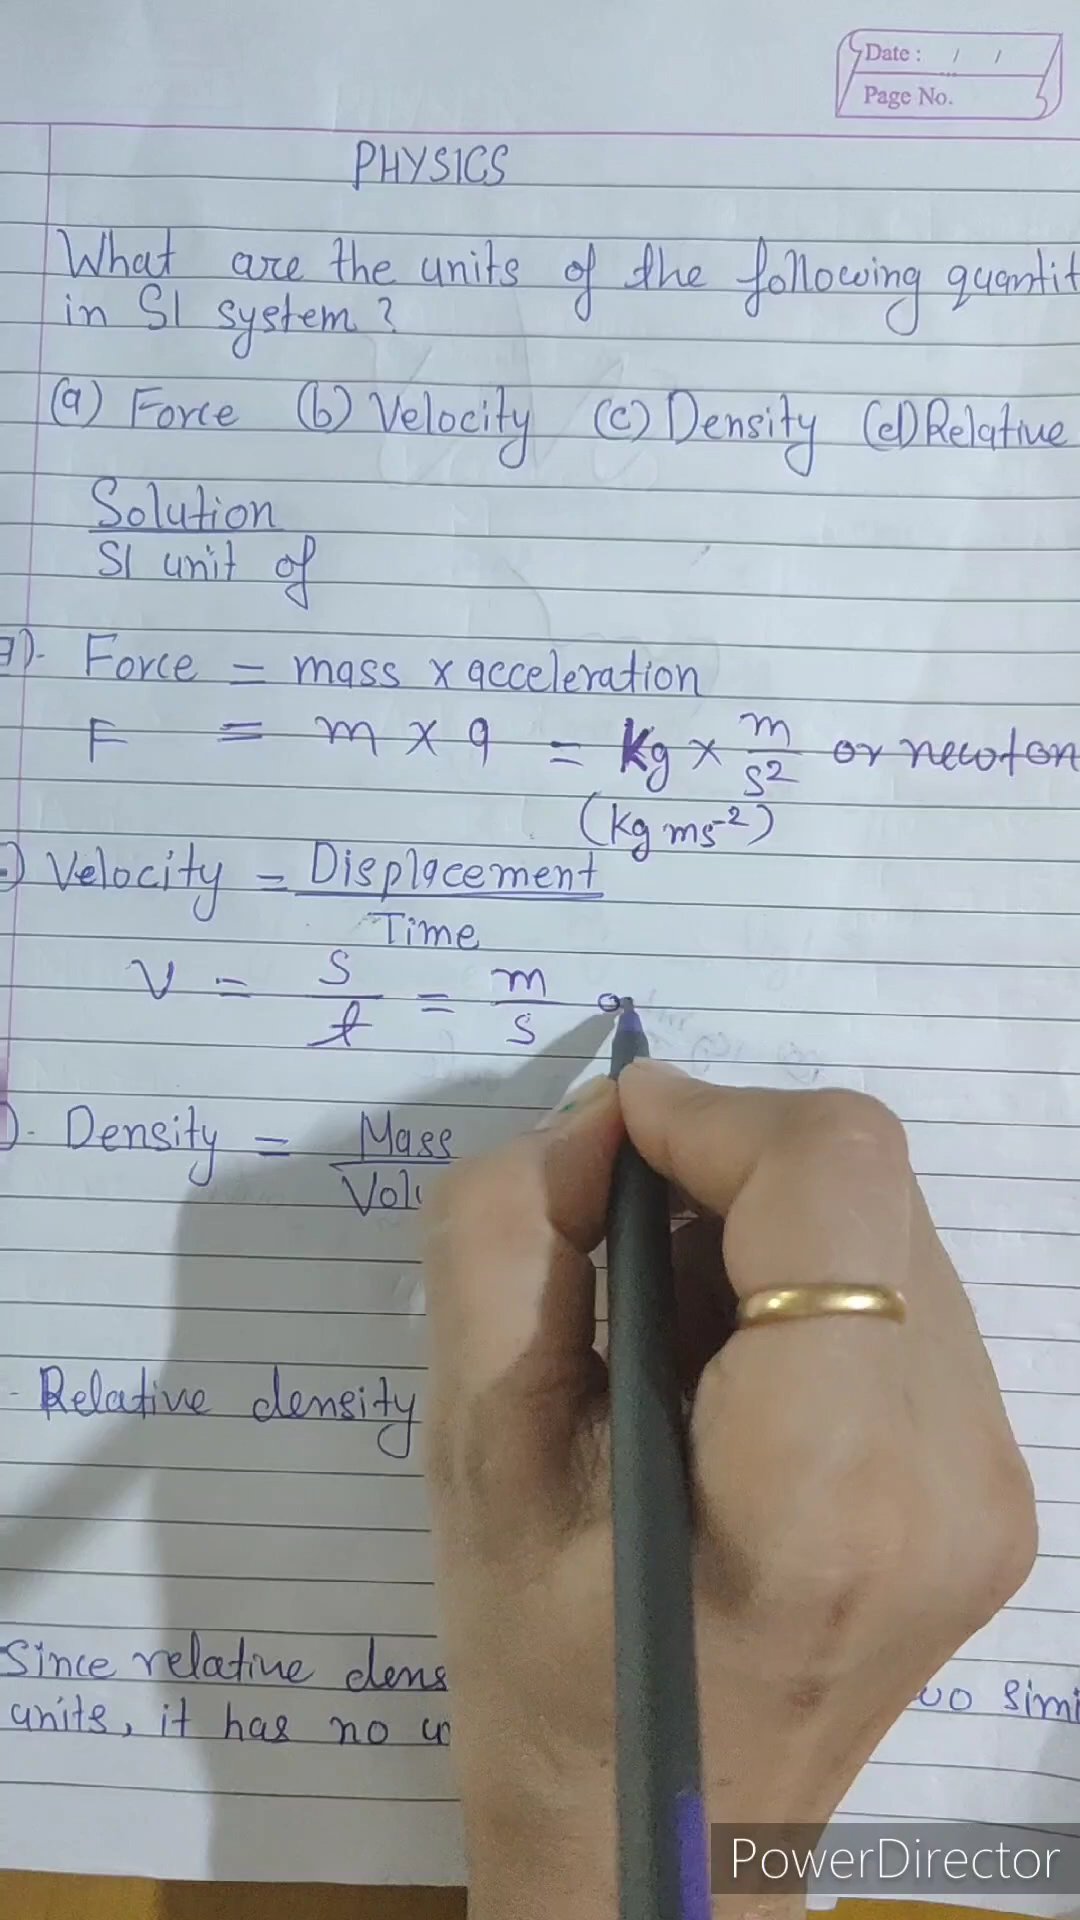 Date : / /
Page No.
PHYSICS
What are the units of the following quantit
in SI system ?
(a) Force (b) Velocity (c) Density (d) Relative
Solution
SI unit of
Force = mass x acceleration
F = m x a = kg x m/s² or newton
(kg ms⁻²)
Velocity = Displacement
Time
V = s/t = m/s
Density = Mass
Relative density
Since relative dens simi
units, it has no
PowerDirector